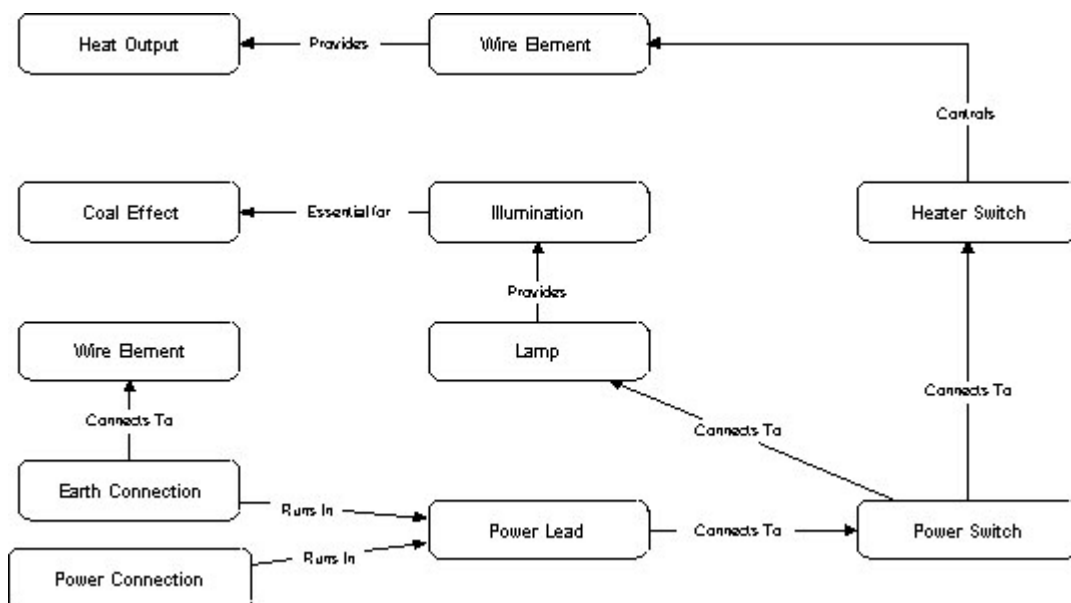 Heat Output
Provides
Wire Element
Controls
Coal Effect
Essential for
Illumination
Heater Switch
Provides
Wire Element
Lamp
Connects To
Connects To
Connects To
Earth Connection
Runs In
Power Lead
Connects To
Power Switch
Runs In
Power Connection